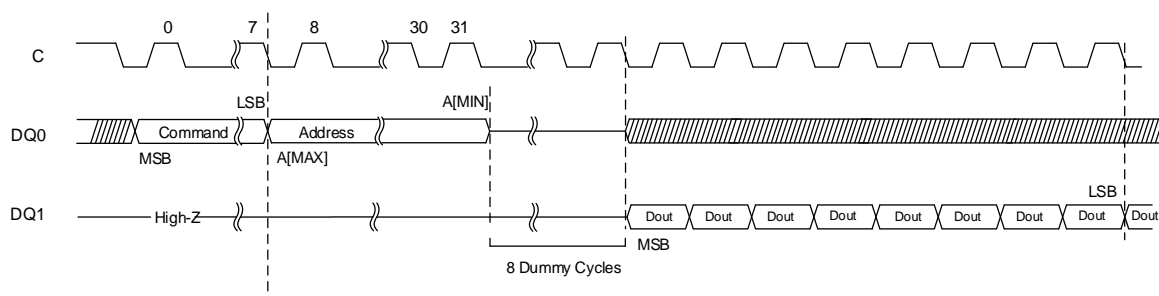 0 7 8 30 31
C
LSB A[MIN]
DQ0 Command Address
MSB A[MAX]
LSB
DQ1 High-Z Dout Dout Dout Dout Dout Dout Dout Dout Dout
MSB
8 Dummy Cycles